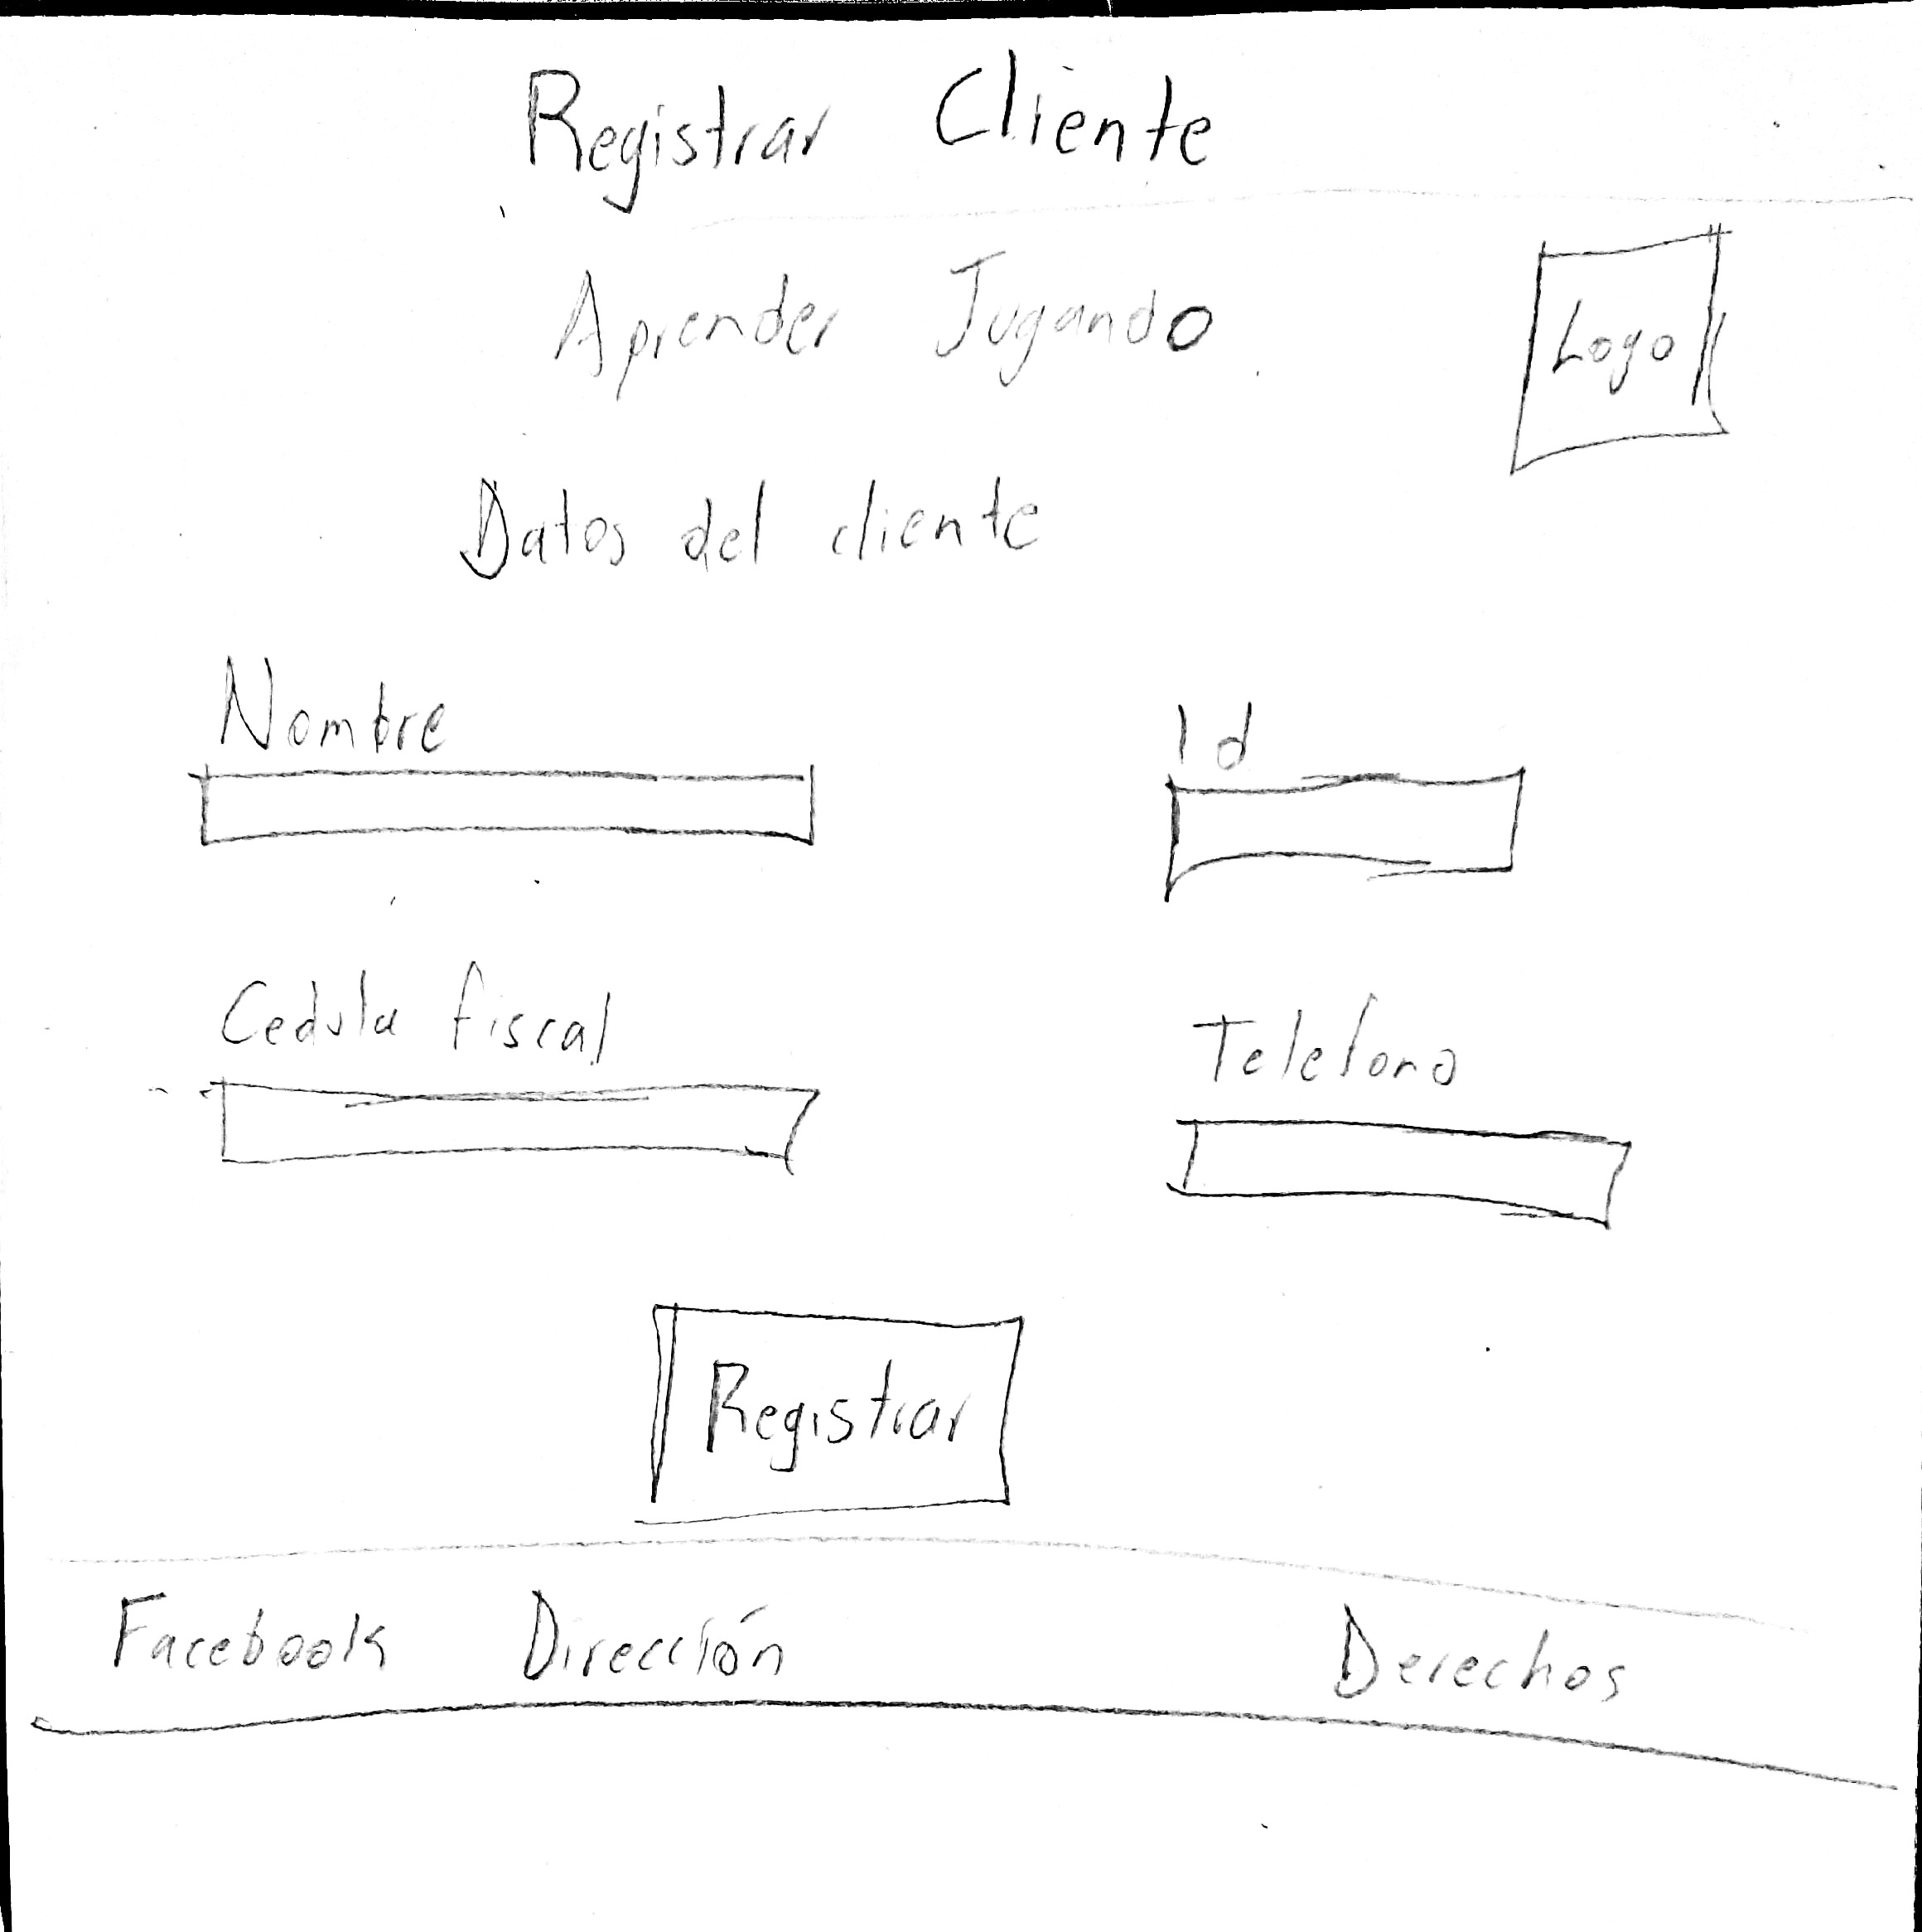 Registrar Cliente
Aprender Jugando
Logo
Datos del cliente
Nombre
Id
Cedula fiscal
Telefono
Registrar
Facebook Dirección Derechos